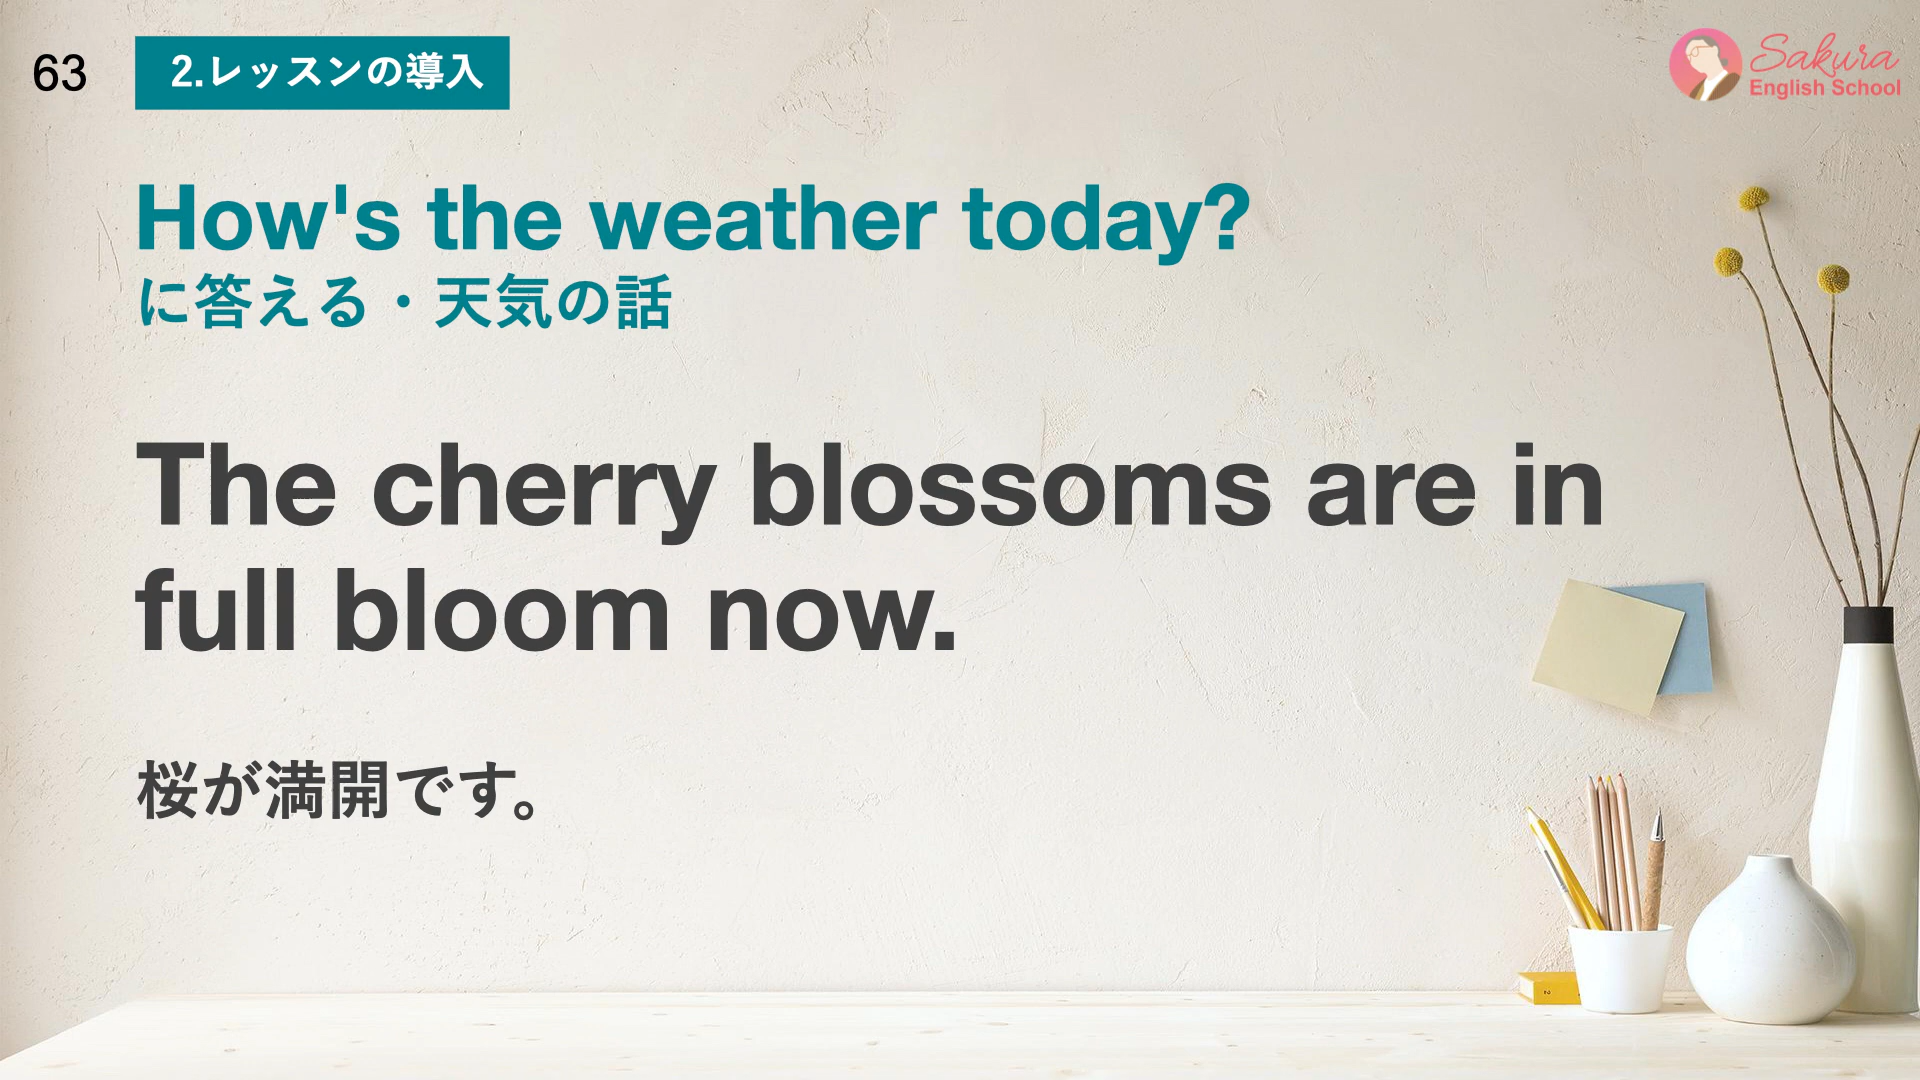 63
2.レッスンの導入
Sakura
English School
How's the weather today?
に答える・天気の話
The cherry blossoms are in
full bloom now.
桜が満開です。